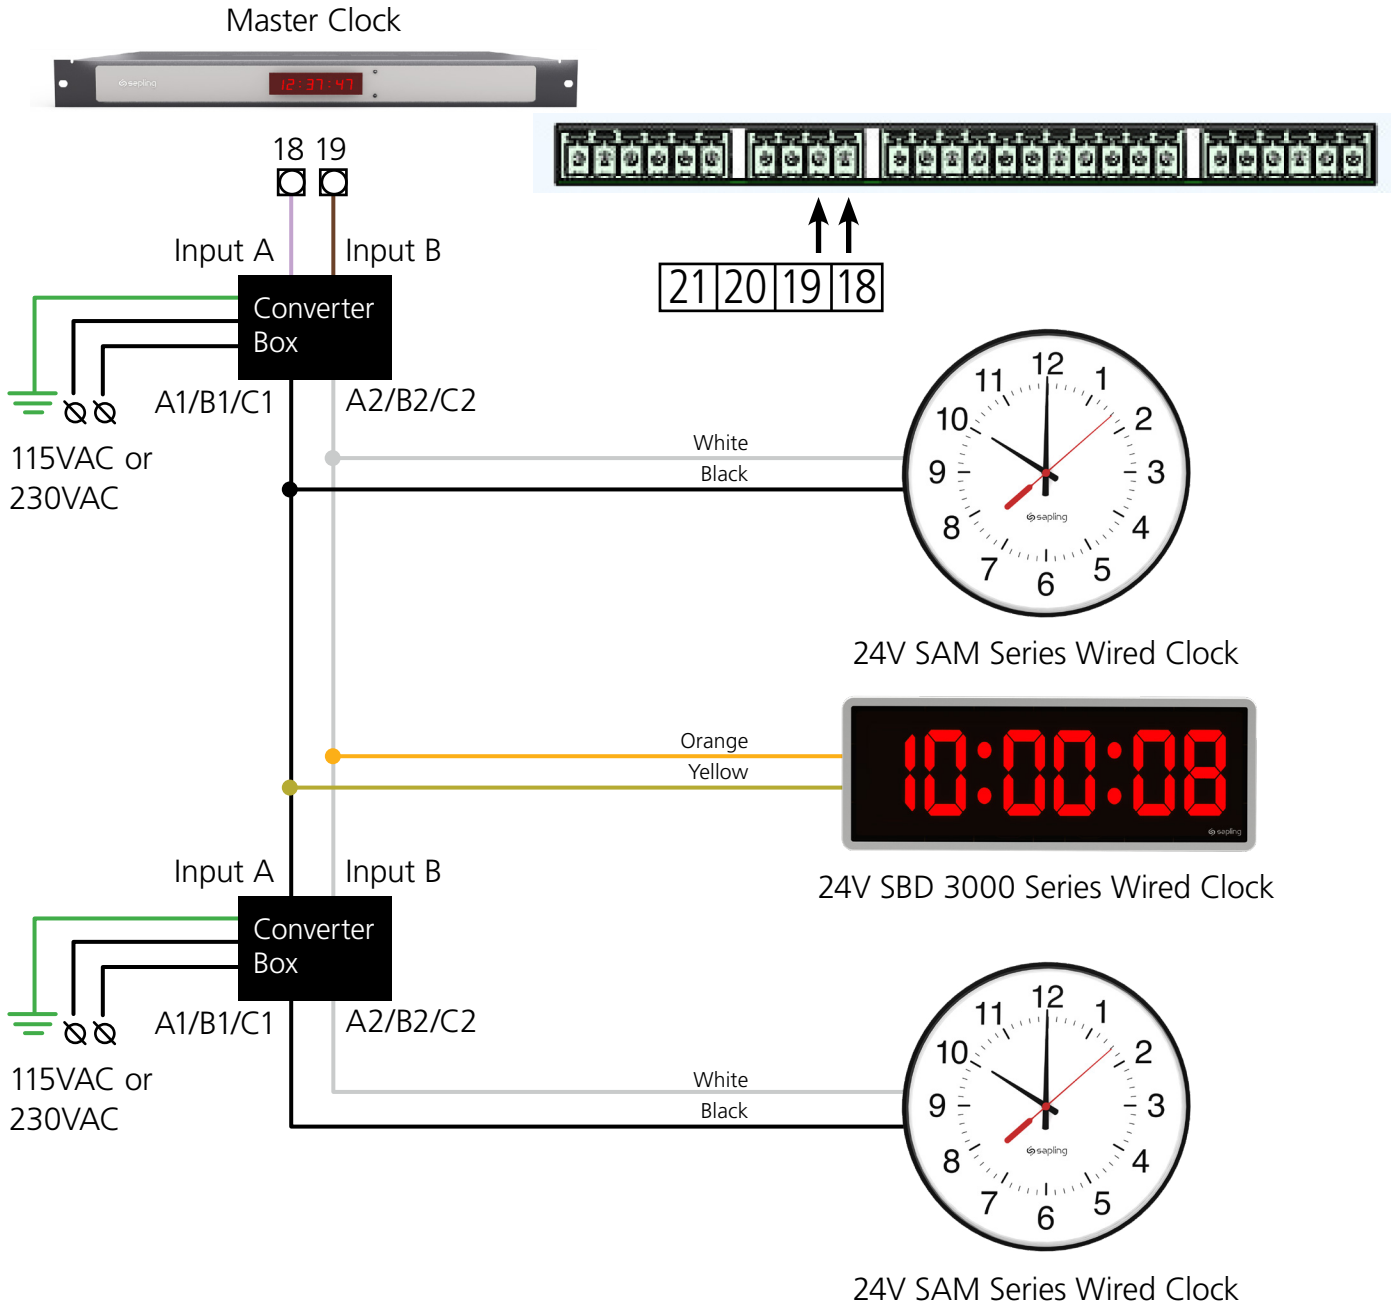 Master Clock
sapling
12:37:47
18 19
Input A
Input B
21 20 19 18
Converter
Box
A1/B1/C1
A2/B2/C2
115VAC or
230VAC
White
Black
12
1
2
3
4
5
6
7
8
9
10
11
sapling
24V SAM Series Wired Clock
Orange
Yellow
10:00:08
sapling
24V SBD 3000 Series Wired Clock
Input A
Input B
Converter
Box
A1/B1/C1
A2/B2/C2
115VAC or
230VAC
White
Black
12
1
2
3
4
5
6
7
8
9
10
11
sapling
24V SAM Series Wired Clock